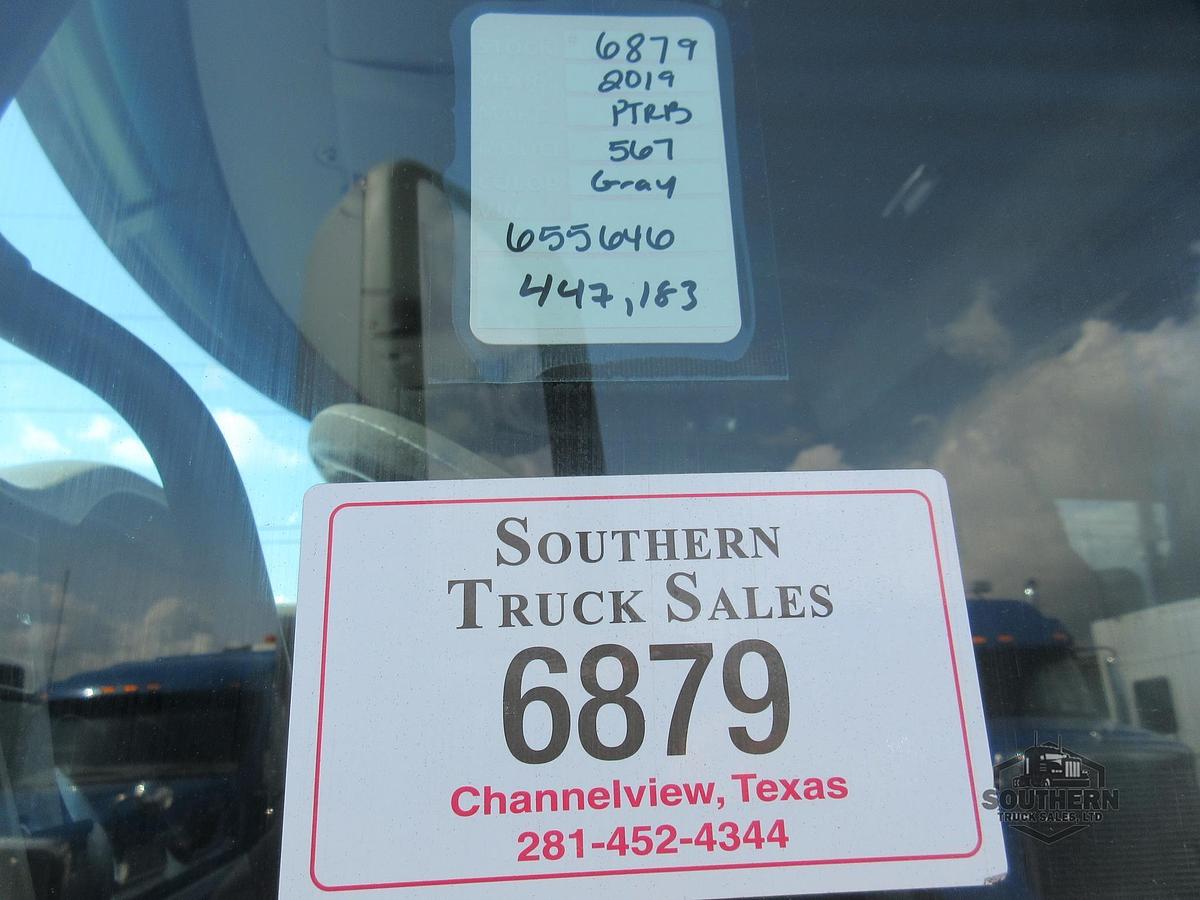 6879
2019
PTRB
567
Gray
655646
447,183
SOUTHERN
TRUCK SALES
6879
Channelview, Texas
281-452-4344
SOUTHERN
TRUCK SALES, LTD